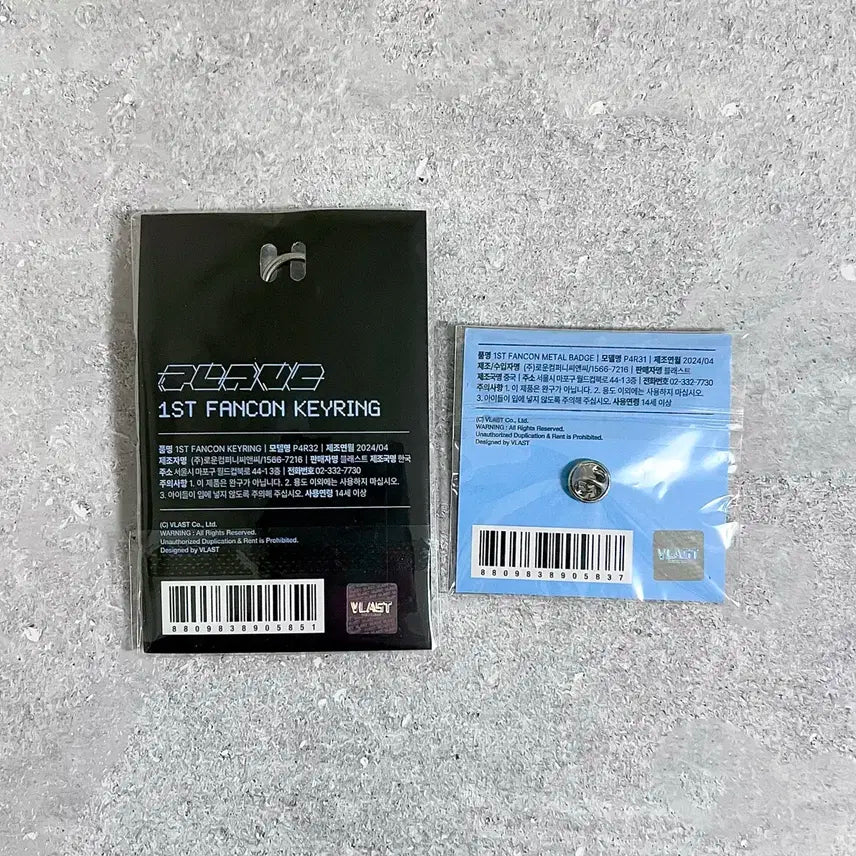 PLAVE
1ST FANCON KEYRING
품명 1ST FANCON KEYRING | 모델명 P4R32 | 제조연월 2024/04
제조자명 (주)로운컴퍼니씨앤씨/1566-7216 | 판매자명 블래스트 제조국명 한국
주소 서울시 마포구 월드컵북로 44-1 3층 | 전화번호 02-332-7730
주의사항 1. 이 제품은 완구가 아닙니다. 2. 용도 이외에는 사용하지 마십시오.
3. 아이들이 입에 넣지 않도록 주의해 주십시오. 사용연령 14세 이상
(C) VLAST Co., Ltd.
WARNING : All Rights Reserved.
Unauthorized Duplication & Rent is Prohibited.
Designed by VLAST
8809838905851
VLAST
품명 1ST FANCON METAL BADGE | 모델명 P4R31 | 제조연월 2024/04
제조/수입자명 (주)로운컴퍼니씨앤씨/1566-7216 | 판매자명 블래스트
제조국명 중국 | 주소 서울시 마포구 월드컵북로 44-1 3층 | 전화번호 02-332-7730
주의사항 1. 이 제품은 완구가 아닙니다. 2. 용도 이외에는 사용하지 마십시오.
3. 아이들이 입에 넣지 않도록 주의해 주십시오. 사용연령 14세 이상
(C) VLAST Co., Ltd.
WARNING : All Rights Reserved.
Unauthorized Duplication & Rent is Prohibited.
Designed by VLAST
8809838905837
VLAST